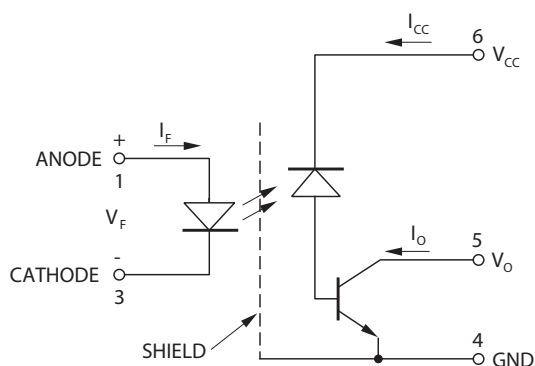 I_CC
6
V_CC
I_F
+
ANODE
1
V_F
I_O
5
V_O
-
CATHODE
3
SHIELD
4
GND